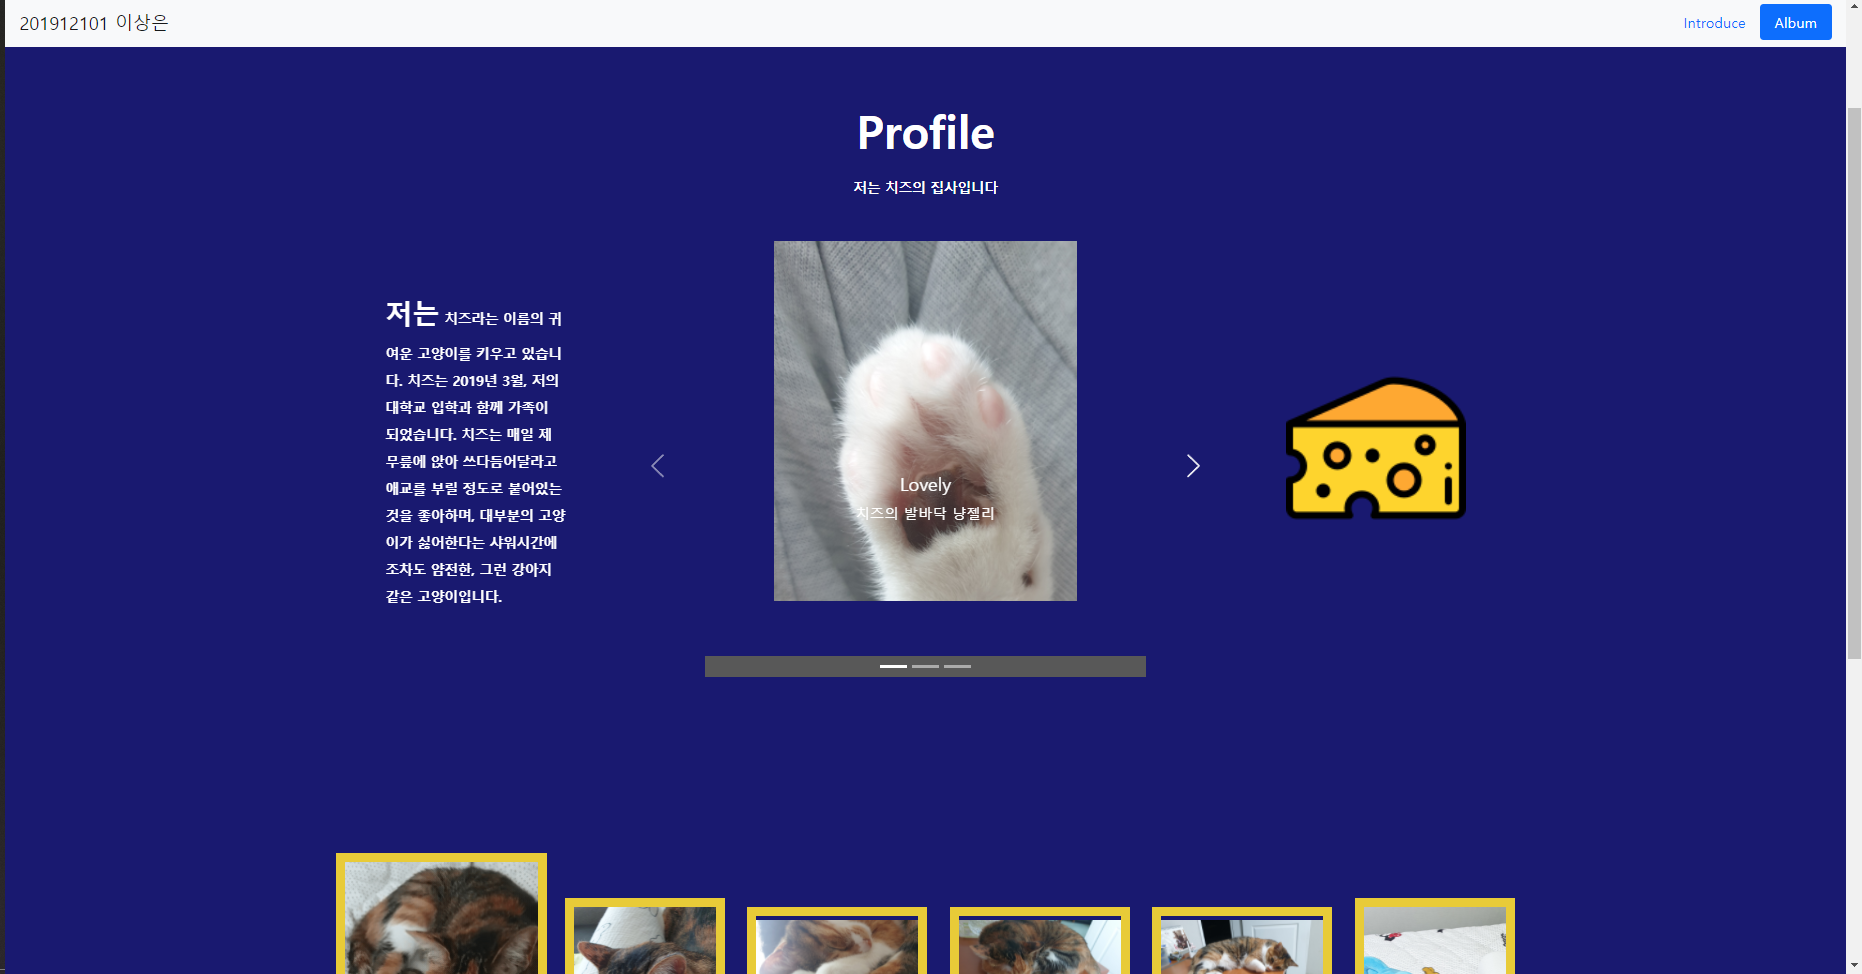 201912101 이상은
Introduce
Album
Profile
저는 치즈의 집사입니다
저는 치즈라는 이름의 귀
여운 고양이를 키우고 있습니
다. 치즈는 2019년 3월, 저의
대학교 입학과 함께 가족이
되었습니다. 치즈는 매일 제
무릎에 앉아 쓰다듬어달라고
애교를 부릴 정도로 붙어있는
것을 좋아하며, 대부분의 고양
이가 싫어한다는 샤워시간에
조차도 얌전한, 그런 강아지
같은 고양이입니다.
Lovely
치즈의 발바닥 냥젤리